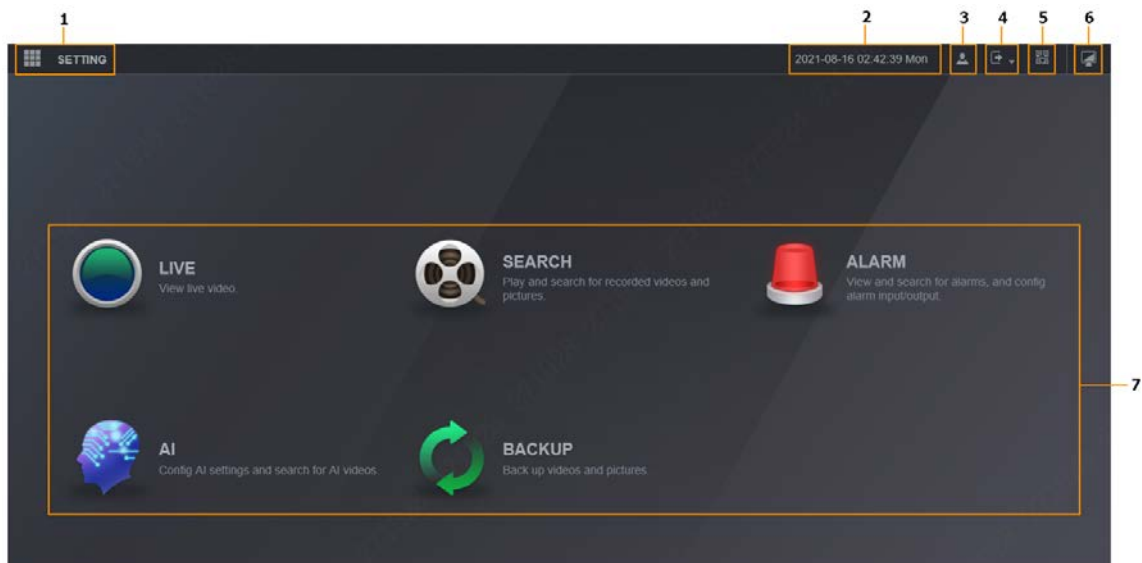 1
2
3
4
5
6
SETTING
2021-08-16 02:42:39 Mon
LIVE
View live video.
SEARCH
Play and search for recorded videos and
pictures.
ALARM
View and search for alarms, and config
alarm input/output.
7
AI
Config AI settings and search for AI videos.
BACKUP
Back up videos and pictures.